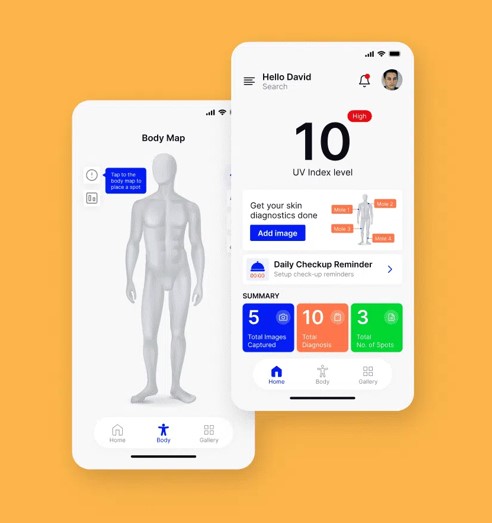 Body Map
Tap to the
body map to
place a spot
Home
Body
Gallery
Hello David
Search
High
10
UV Index level
Get your skin
diagnostics done
Add image
Mole 1
Mole 2
Mole 3
Mole 4
09:00
Daily Checkup Reminder
Setup check-up reminders
SUMMARY
5
Total Images
Captured
10
Total
Diagnosis
3
Total
No. of Spots
Home
Body
Gallery